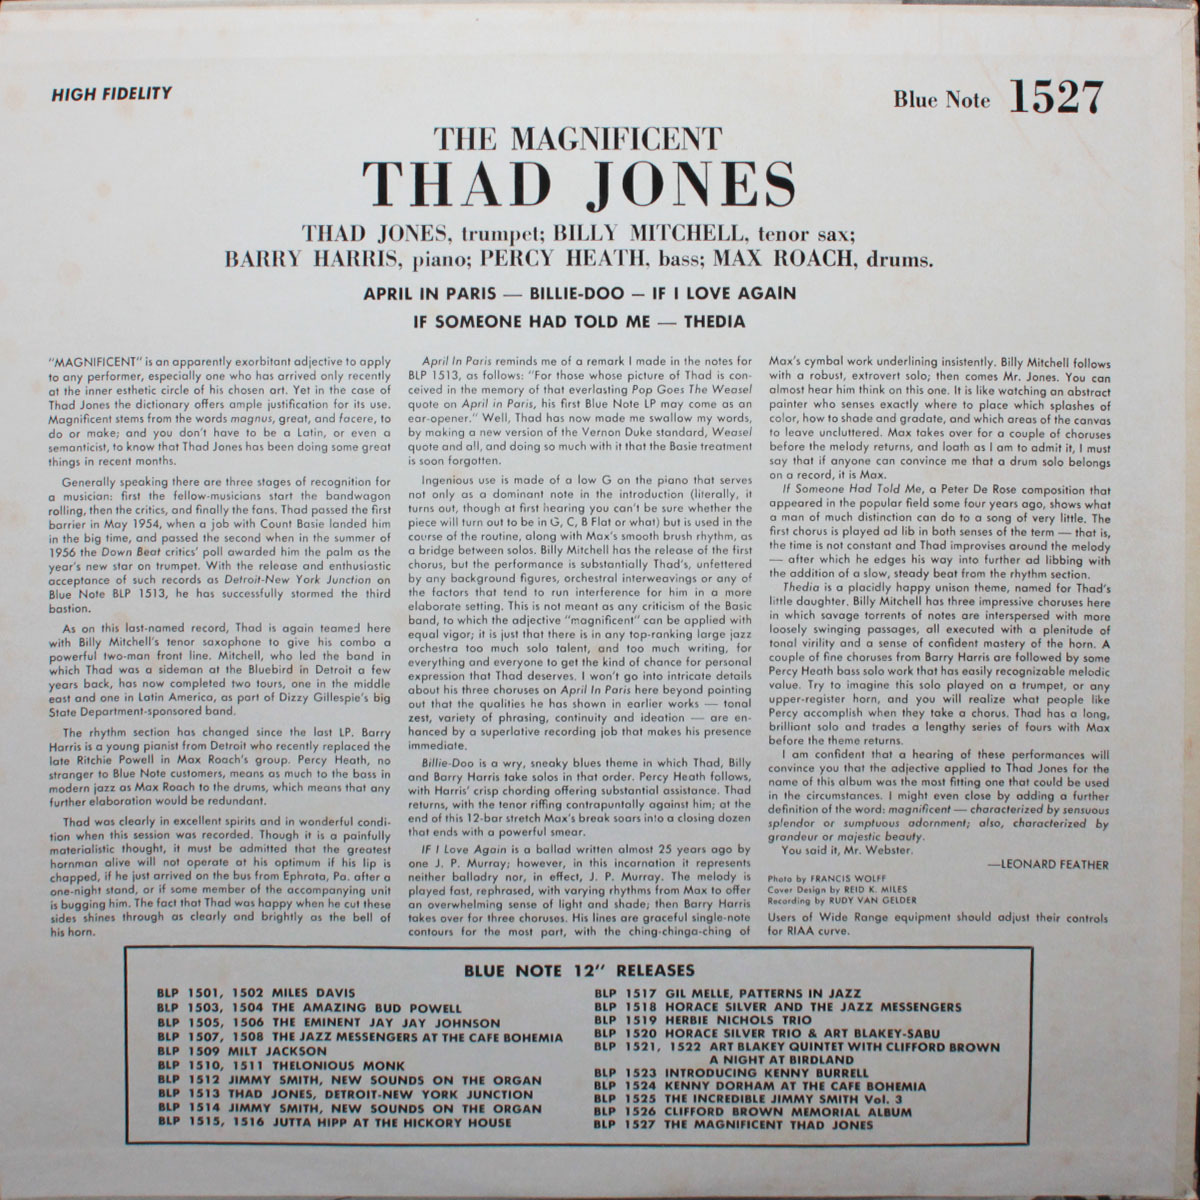 HIGH FIDELITY
Blue Note 1527
THE MAGNIFICENT
THAD JONES
THAD JONES, trumpet; BILLY MITCHELL, tenor sax;
BARRY HARRIS, piano; PERCY HEATH, bass; MAX ROACH, drums.
APRIL IN PARIS — BILLIE-DOO — IF I LOVE AGAIN
IF SOMEONE HAD TOLD ME — THEDIA
"MAGNIFICENT" is an apparently exorbitant adjective to apply
to any performer, especially one who has arrived only recently
at the inner esthetic circle of his chosen art. Yet in the case of
Thad Jones the dictionary offers ample justification for its use.
Magnificent stems from the words magnus, great, and facere, to
do or make; and you don't have to be a Latin, or even a
semanticist, to know that Thad Jones has been doing some great
things in recent months.
Generally speaking there are three stages of recognition for
a musician: first the fellow-musicians start the bandwagon
rolling, then the critics, and finally the fans. Thad passed the first
barrier in May 1954, when a job with Count Basie landed him
in the big time, and passed the second when in the summer of
1956 the Down Beat critics' poll awarded him the palm as the
year's new star on trumpet. With the release and enthusiastic
acceptance of such records as Detroit-New York Junction on
Blue Note BLP 1513, he has successfully stormed the third
bastion.
As on this last-named record, Thad is again teamed here
with Billy Mitchell's tenor saxophone to give his combo a
powerful two-man front line. Mitchell, who led the band in
which Thad was a sideman at the Bluebird in Detroit a few
years back, has now completed two tours, one in the middle
east and one in Latin America, as part of Dizzy Gillespie's big
State Department-sponsored band.
The rhythm section has changed since the last LP. Barry
Harris is a young pianist from Detroit who recently replaced the
late Ritchie Powell in Max Roach's group. Percy Heath, no
stranger to Blue Note customers, means as much to the bass in
modern jazz as Max Roach to the drums, which means that any
further elaboration would be redundant.
Thad was clearly in excellent spirits and in wonderful condi-
tion when this session was recorded. Though it is a painfully
materialistic thought, it must be admitted that the greatest
hornman alive will not operate at his optimum if his lip is
chapped, if he just arrived on the bus from Ephrata, Pa. after a
one-night stand, or if some member of the accompanying unit
is bugging him. The fact that Thad was happy when he cut these
sides shines through as clearly and brightly as the bell of
his horn.
April In Paris reminds me of a remark I made in the notes for
BLP 1513, as follows: "For those whose picture of Thad is con-
ceived in the memory of that everlasting Pop Goes The Weasel
quote on April in Paris, his first Blue Note LP may come as an
ear-opener." Well, Thad has now made me swallow my words,
by making a new version of the Vernon Duke standard, Weasel
quote and all, and doing so much with it that the Basie treatment
is soon forgotten.
Ingenious use is made of a low G on the piano that serves
not only as a dominant note in the introduction (literally, it
turns out, though at first hearing you can't be sure whether the
piece will turn out to be in G, C, B Flat or what) but is used in the
course of the routine, along with Max's smooth brush rhythm, as
a bridge between solos. Billy Mitchell has the release of the first
chorus, but the performance is substantially Thad's, unfettered
by any background figures, orchestral interweavings or any of
the factors that tend to run interference for him in a more
elaborate setting. This is not meant as any criticism of the Basie
band, to which the adjective "magnificent" can be applied with
equal vigor; it is just that there is in any top-ranking large jazz
orchestra too much solo talent, and too much writing, for
everything and everyone to get the kind of chance for personal
expression that Thad deserves. I won't go into intricate details
about his three choruses on April In Paris here beyond pointing
out that the qualities he has shown in earlier works — tonal
zest, variety of phrasing, continuity and ideation — are en-
hanced by a superlative recording job that makes his presence
immediate.
Billie-Doo is a wry, sneaky blues theme in which Thad, Billy
and Barry Harris take solos in that order. Percy Heath follows,
with Harris' crisp chording offering substantial assistance. Thad
returns, with the tenor riffing contrapuntally against him; at the
end of this 12-bar stretch Max's break soars into a closing dozen
that ends with a powerful smear.
IF I Love Again is a ballad written almost 25 years ago by
one J. P. Murray; however, in this incarnation it represents
neither balladry nor, in effect, J. P. Murray. The melody is
played fast, rephrased, with varying rhythms from Max to offer
an overwhelming sense of light and shade; then Barry Harris
takes over for three choruses. His lines are graceful single-note
contours for the most part, with the ching-chinga-ching of
Max's cymbal work underlining insistently. Billy Mitchell follows
with a robust, extrovert solo; then comes Mr. Jones. You can
almost hear him think on this one. It is like watching an abstract
painter who senses exactly where to place which splashes of
color, how to shade and gradate, and which areas of the canvas
to leave uncluttered. Max takes over for a couple of choruses
before the melody returns, and loath as I am to admit it, I must
say that if anyone can convince me that a drum solo belongs
on a record, it is Max.
If Someone Had Told Me, a Peter De Rose composition that
appeared in the popular field some four years ago, shows what
a man of much distinction can do to a song of very little. The
first chorus is played ad lib in both senses of the term — that is,
the time is not constant and Thad improvises around the melody
— after which he edges his way into further ad libbing with
the addition of a slow, steady beat from the rhythm section.
Thedia is a placidly happy unison theme, named for Thad's
little daughter. Billy Mitchell has three impressive choruses here
in which savage torrents of notes are interspersed with more
loosely swinging passages, all executed with a plenitude of
tonal virility and a sense of confident mastery of the horn. A
couple of fine choruses from Barry Harris are followed by some
Percy Heath bass solo work that has easily recognizable melodic
value. Try to imagine this solo played on a trumpet, or any
upper-register horn, and you will realize what people like
Percy accomplish when they take a chorus. Thad has a long,
brilliant solo and trades a lengthy series of fours with Max
before the theme returns.
I am confident that a hearing of these performances will
convince you that the adjective applied to Thad Jones for the
name of this album was the most fitting one that could be used
in the circumstances. I might even close by adding a further
definition of the word: magnificent — characterized by sensuous
splendor or sumptuous adornment; also, characterized by
grandeur or majestic beauty.
You said it, Mr. Webster.
—LEONARD FEATHER
Photo by FRANCIS WOLFF
Cover Design by REID K. MILES
Recording by RUDY VAN GELDER
Users of Wide Range equipment should adjust their controls
for RIAA curve.
BLUE NOTE 12" RELEASES
BLP 1501, 1502 MILES DAVIS
BLP 1503, 1504 THE AMAZING BUD POWELL
BLP 1505, 1506 THE EMINENT JAY JAY JOHNSON
BLP 1507, 1508 THE JAZZ MESSENGERS AT THE CAFE BOHEMIA
BLP 1509 MILT JACKSON
BLP 1510, 1511 THELONIOUS MONK
BLP 1512 JIMMY SMITH, NEW SOUNDS ON THE ORGAN
BLP 1513 THAD JONES, DETROIT-NEW YORK JUNCTION
BLP 1514 JIMMY SMITH, NEW SOUNDS ON THE ORGAN
BLP 1515, 1516 JUTTA HIPP AT THE HICKORY HOUSE
BLP 1517 GIL MELLE, PATTERNS IN JAZZ
BLP 1518 HORACE SILVER AND THE JAZZ MESSENGERS
BLP 1519 HERBIE NICHOLS TRIO
BLP 1520 HORACE SILVER TRIO & ART BLAKEY-SABU
BLP 1521, 1522 ART BLAKEY QUINTET WITH CLIFFORD BROWN
A NIGHT AT BIRDLAND
BLP 1523 INTRODUCING KENNY BURRELL
BLP 1524 KENNY DORHAM AT THE CAFE BOHEMIA
BLP 1525 THE INCREDIBLE JIMMY SMITH Vol. 3
BLP 1526 CLIFFORD BROWN MEMORIAL ALBUM
BLP 1527 THE MAGNIFICENT THAD JONES